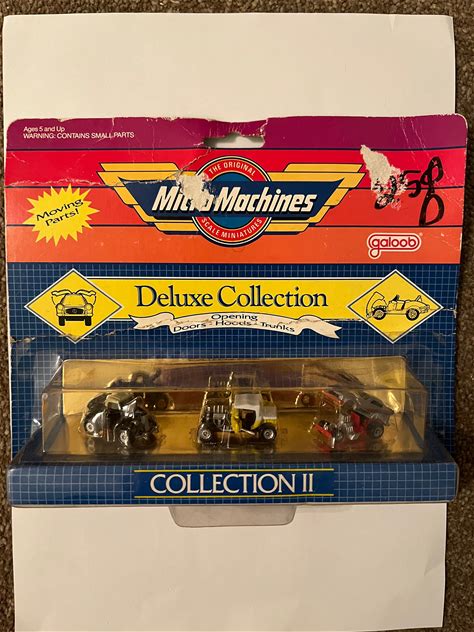 Ages 5 and Up
WARNING: CONTAINS SMALL PARTS
THE ORIGINAL
Micro Machines
SCALE MINIATURES
Moving
Parts!
galoob
Deluxe Collection
Opening
Doors - Hoods - Trunks
COLLECTION II